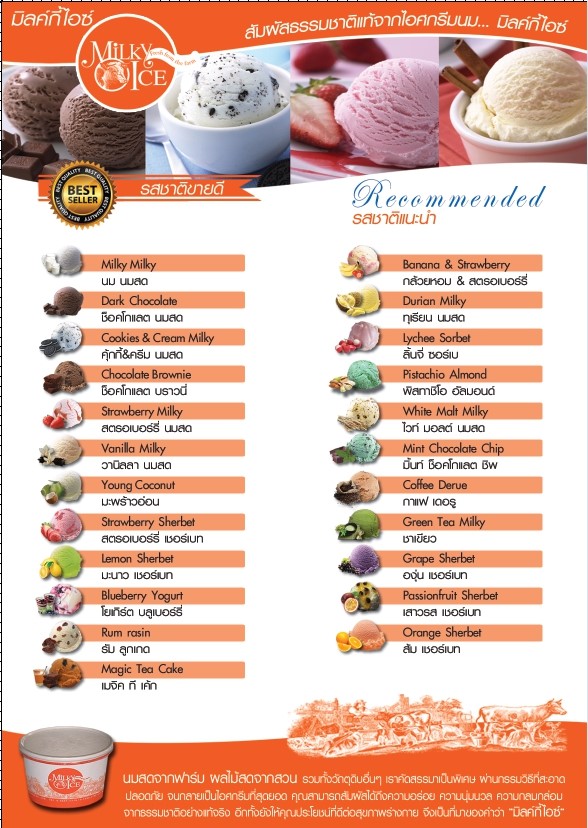 มิลค์กี้ไอซ์
สัมผัสธรรมชาติแท้จากไอศกรีมนม... มิลค์กี้ไอซ์
MILKY
Fresh from Our Farm
ICE
BEST QUALITY
BEST SELLER
BEST QUALITY
รสชาติขายดี
Recommended
รสชาติแนะนำ
Milky Milky
นม นมสด
Dark Chocolate
ช็อคโกแลต นมสด
Cookies & Cream Milky
คุ้กกี้&ครีม นมสด
Chocolate Brownie
ช็อคโกแลต บราวนี่
Strawberry Milky
สตรอเบอร์รี่ นมสด
Vanilla Milky
วานิลลา นมสด
Young Coconut
มะพร้าวอ่อน
Strawberry Sherbet
สตรอเบอร์รี่ เชอร์เบท
Lemon Sherbet
มะนาว เชอร์เบท
Blueberry Yogurt
โยเกิร์ต บลูเบอร์รี่
Rum rasin
รัม ลูกเกด
Magic Tea Cake
เมจิค ที เค้ก
Banana & Strawberry
กล้วยหอม & สตรอเบอร์รี่
Durian Milky
ทุเรียน นมสด
Lychee Sorbet
ลิ้นจี่ ซอร์เบ
Pistachio Almond
พิสทาชิโอ อัลมอนด์
White Malt Milky
ไวท์ มอลต์ นมสด
Mint Chocolate Chip
มิ้นท์ ช็อคโกแลต ชิพ
Coffee Derue
กาแฟ เดอรู
Green Tea Milky
ชาเขียว
Grape Sherbet
องุ่น เชอร์เบท
Passionfruit Sherbet
เสาวรส เชอร์เบท
Orange Sherbet
ส้ม เชอร์เบท
MILKY
ICE
นมสดจากฟาร์ม ผลไม้สดจากสวน รวมทั้งวัตถุดิบอื่นๆ เราคัดสรรมาเป็นพิเศษ ผ่านกรรมวิธีที่สะอาด
ปลอดภัย จนกลายเป็นไอศกรีมที่สุดยอด คุณสามารถสัมผัสได้ถึงความอร่อย ความนุ่มนวล ความกลมกล่อม
จากธรรมชาติอย่างแท้จริง อีกทั้งยังให้คุณประโยชน์ที่ดีต่อสุขภาพร่างกาย จึงเป็นที่มาของคำว่า "มิลค์กี้ไอซ์"